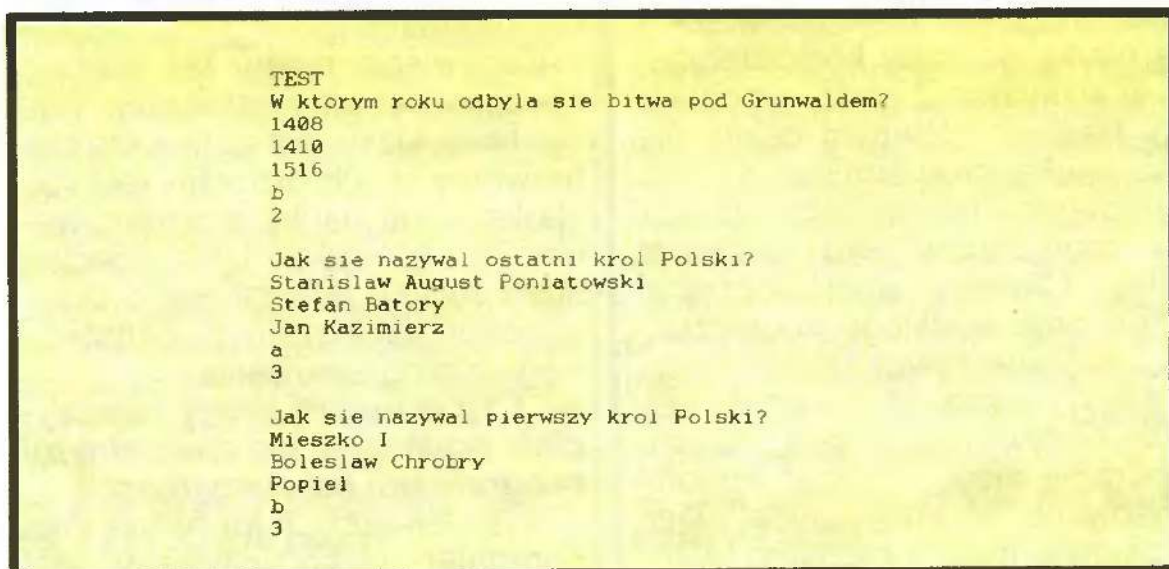 TEST
W ktorym roku odbyla sie bitwa pod Grunwaldem?
1408
1410
1516
b
2
Jak sie nazywal ostatni krol Polski?
Stanislaw August Poniatowski
Stefan Batory
Jan Kazimierz
a
3
Jak sie nazywal pierwszy krol Polski?
Mieszko I
Boleslaw Chrobry
Popiel
b
3